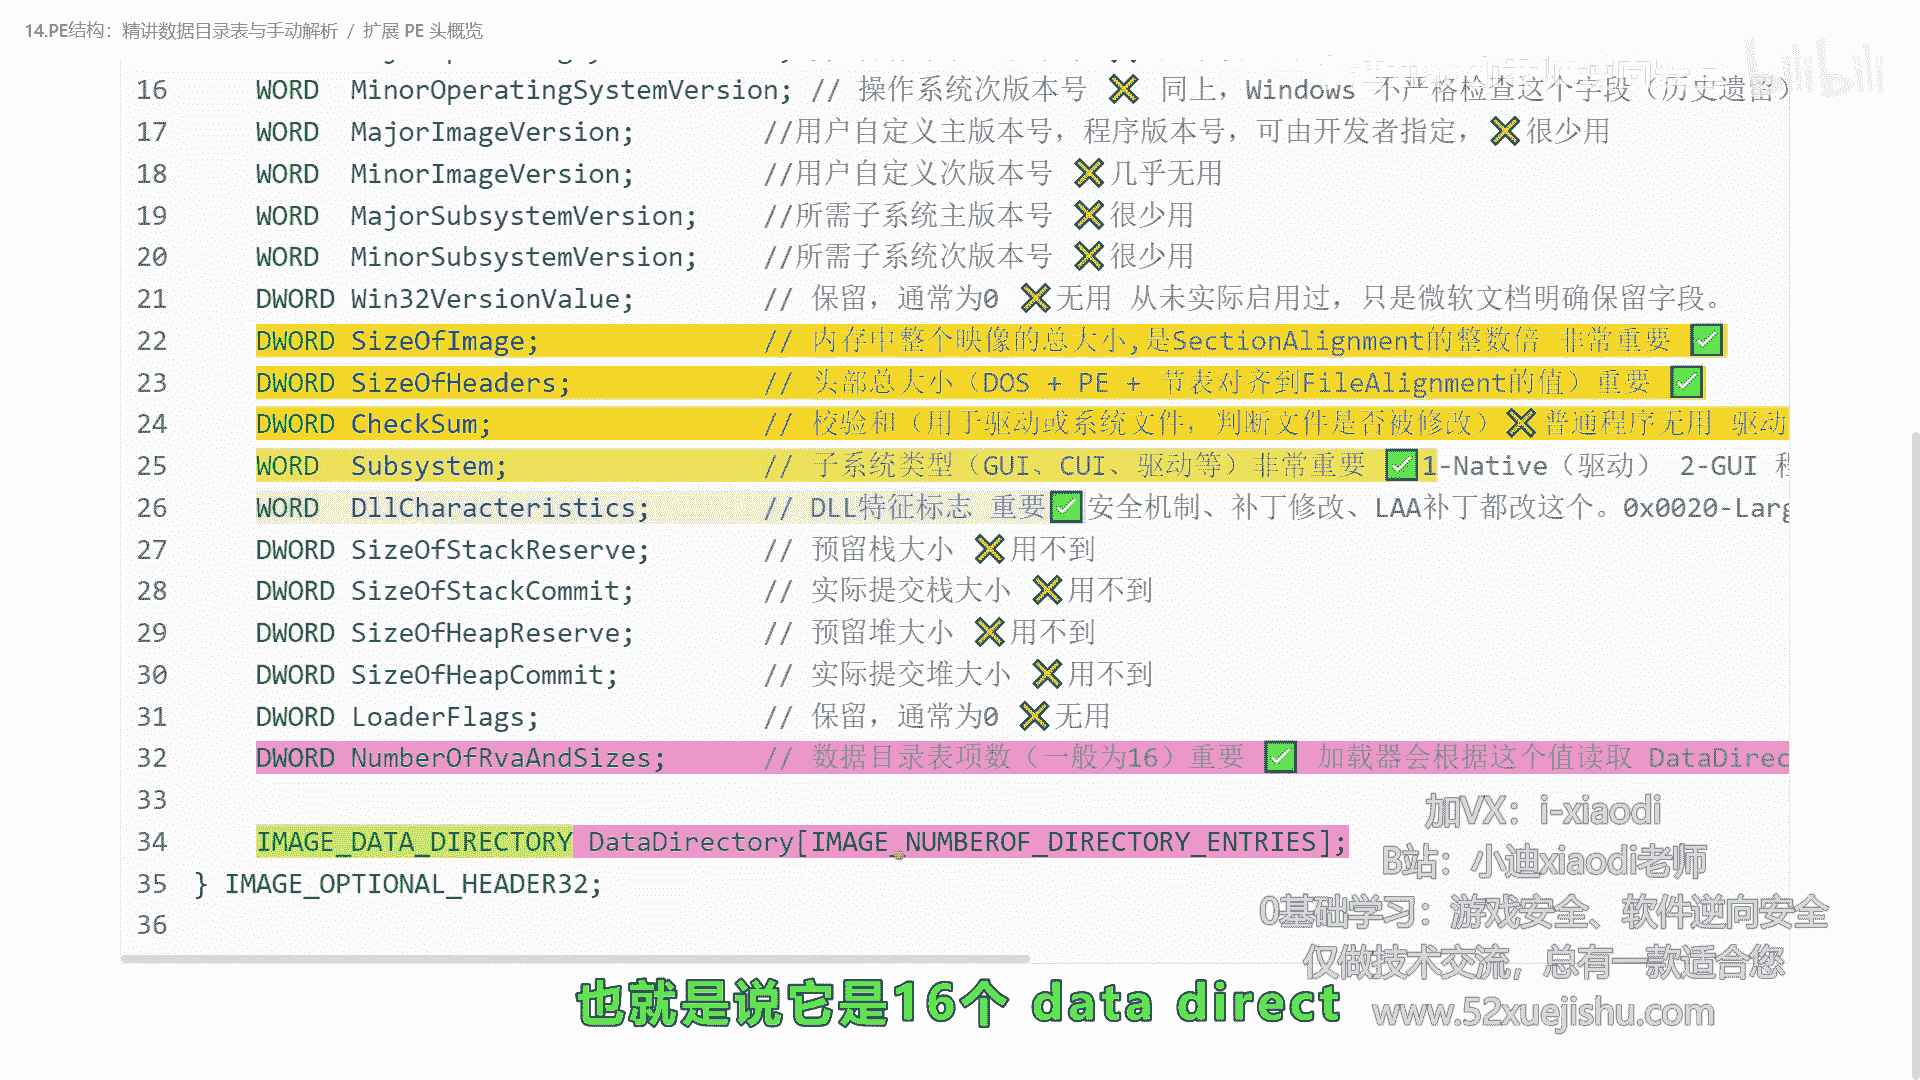 14.PE结构：精讲数据目录表与手动解析 / 扩展 PE 头概览
bilibili
16 WORD MinorOperatingSystemVersion; // 操作系统次版本号 ❌ 同上，Windows 不严格检查这个字段（历史遗留）
17 WORD MajorImageVersion; //用户自定义主版本号，程序版本号，可由开发者指定，❌很少用
18 WORD MinorImageVersion; //用户自定义次版本号 ❌几乎无用
19 WORD MajorSubsystemVersion; //所需子系统主版本号 ❌很少用
20 WORD MinorSubsystemVersion; //所需子系统次版本号 ❌很少用
21 DWORD Win32VersionValue; // 保留，通常为0 ❌无用 从未实际启用过，只是微软文档明确保留字段。
22 DWORD SizeOfImage; // 内存中整个映像的总大小,是SectionAlignment的整数倍 非常重要 ✅
23 DWORD SizeOfHeaders; // 头部总大小（DOS + PE + 节表对齐到FileAlignment的值）重要 ✅
24 DWORD CheckSum; // 校验和（用于驱动或系统文件，判断文件是否被修改）❌普通程序无用 驱动
25 WORD Subsystem; // 子系统类型（GUI、CUI、驱动等）非常重要 ✅1-Native（驱动） 2-GUI 程
26 WORD DllCharacteristics; // DLL特征标志 重要✅安全机制、补丁修改、LAA补丁都改这个。0x0020-Larg
27 DWORD SizeOfStackReserve; // 预留栈大小 ❌用不到
28 DWORD SizeOfStackCommit; // 实际提交栈大小 ❌用不到
29 DWORD SizeOfHeapReserve; // 预留堆大小 ❌用不到
30 DWORD SizeOfHeapCommit; // 实际提交堆大小 ❌用不到
31 DWORD LoaderFlags; // 保留，通常为0 ❌无用
32 DWORD NumberOfRvaAndSizes; // 数据目录表项数（一般为16）重要 ✅ 加载器会根据这个值读取 DataDirec
33
34 IMAGE_DATA_DIRECTORY DataDirectory[IMAGE_NUMBEROF_DIRECTORY_ENTRIES];
35 } IMAGE_OPTIONAL_HEADER32;
36
加VX：i-xiaodi
B站：小迪xiaodi老师
0基础学习：游戏安全、软件逆向安全
仅做技术交流，总有一款适合您
www.52xuejishu.com
也就是说它是16个 data direct